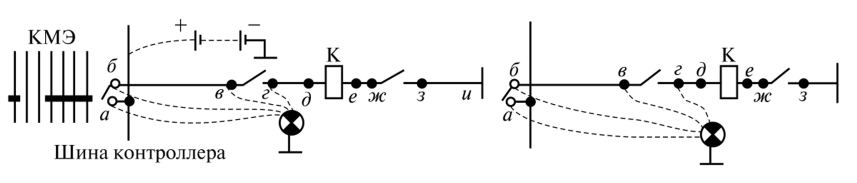 КМЭ
+ −
К
б
а
в
г
д
е
ж
з
и
Шина контроллера
К
б
а
в
г
д
е
ж
з